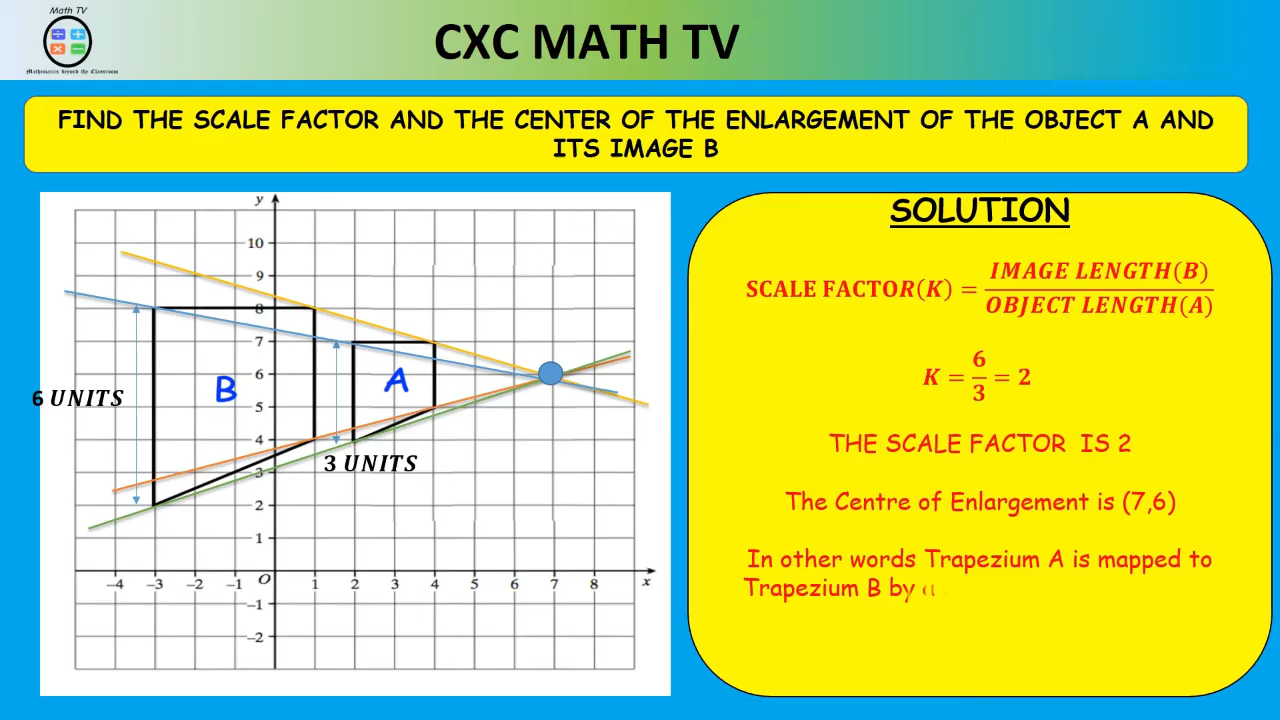 Math TV
Mathematics beyond the Classroom
CXC MATH TV
FIND THE SCALE FACTOR AND THE CENTER OF THE ENLARGEMENT OF THE OBJECT A AND
ITS IMAGE B
y
10
9
8
7
6
5
4
3
2
1
O
−1
−2
−4 −3 −2 −1 1 2 3 4 5 6 7 8 x
B
A
6 UNITS
3 UNITS
SOLUTION
SCALE FACTOR(K) = IMAGE LENGTH(B)
OBJECT LENGTH(A)
K = 6/3 = 2
THE SCALE FACTOR IS 2
The Centre of Enlargement is (7,6)
In other words Trapezium A is mapped to
Trapezium B by a